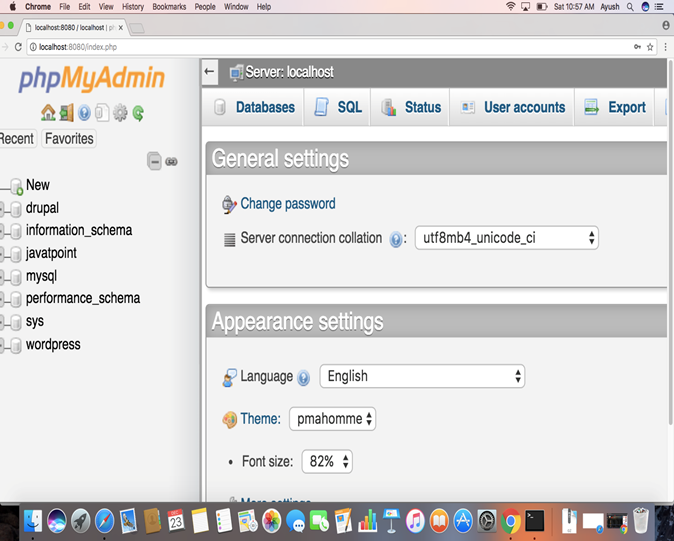 Chrome File Edit View History Bookmarks People Window Help Sat 10:57 AM Ayush
localhost:8080 / localhost | ph
localhost:8080/index.php
phpMyAdmin
Recent Favorites
New
drupal
information_schema
javatpoint
mysql
performance_schema
sys
wordpress
Server: localhost
Databases SQL Status User accounts Export
General settings
Change password
Server connection collation : utf8mb4_unicode_ci
Appearance settings
Language English
Theme: pmahomme
• Font size: 82%
More settings
23